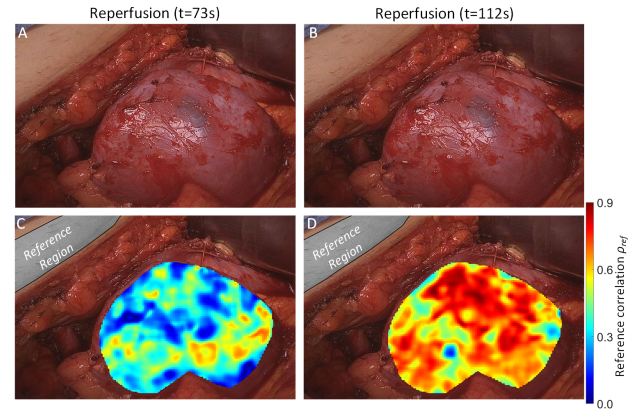 Reperfusion (t=73s)
Reperfusion (t=112s)
A
B
C
D
Reference
Region
Reference
Region
0.9
0.6
0.3
0.0
Reference correlation ρref